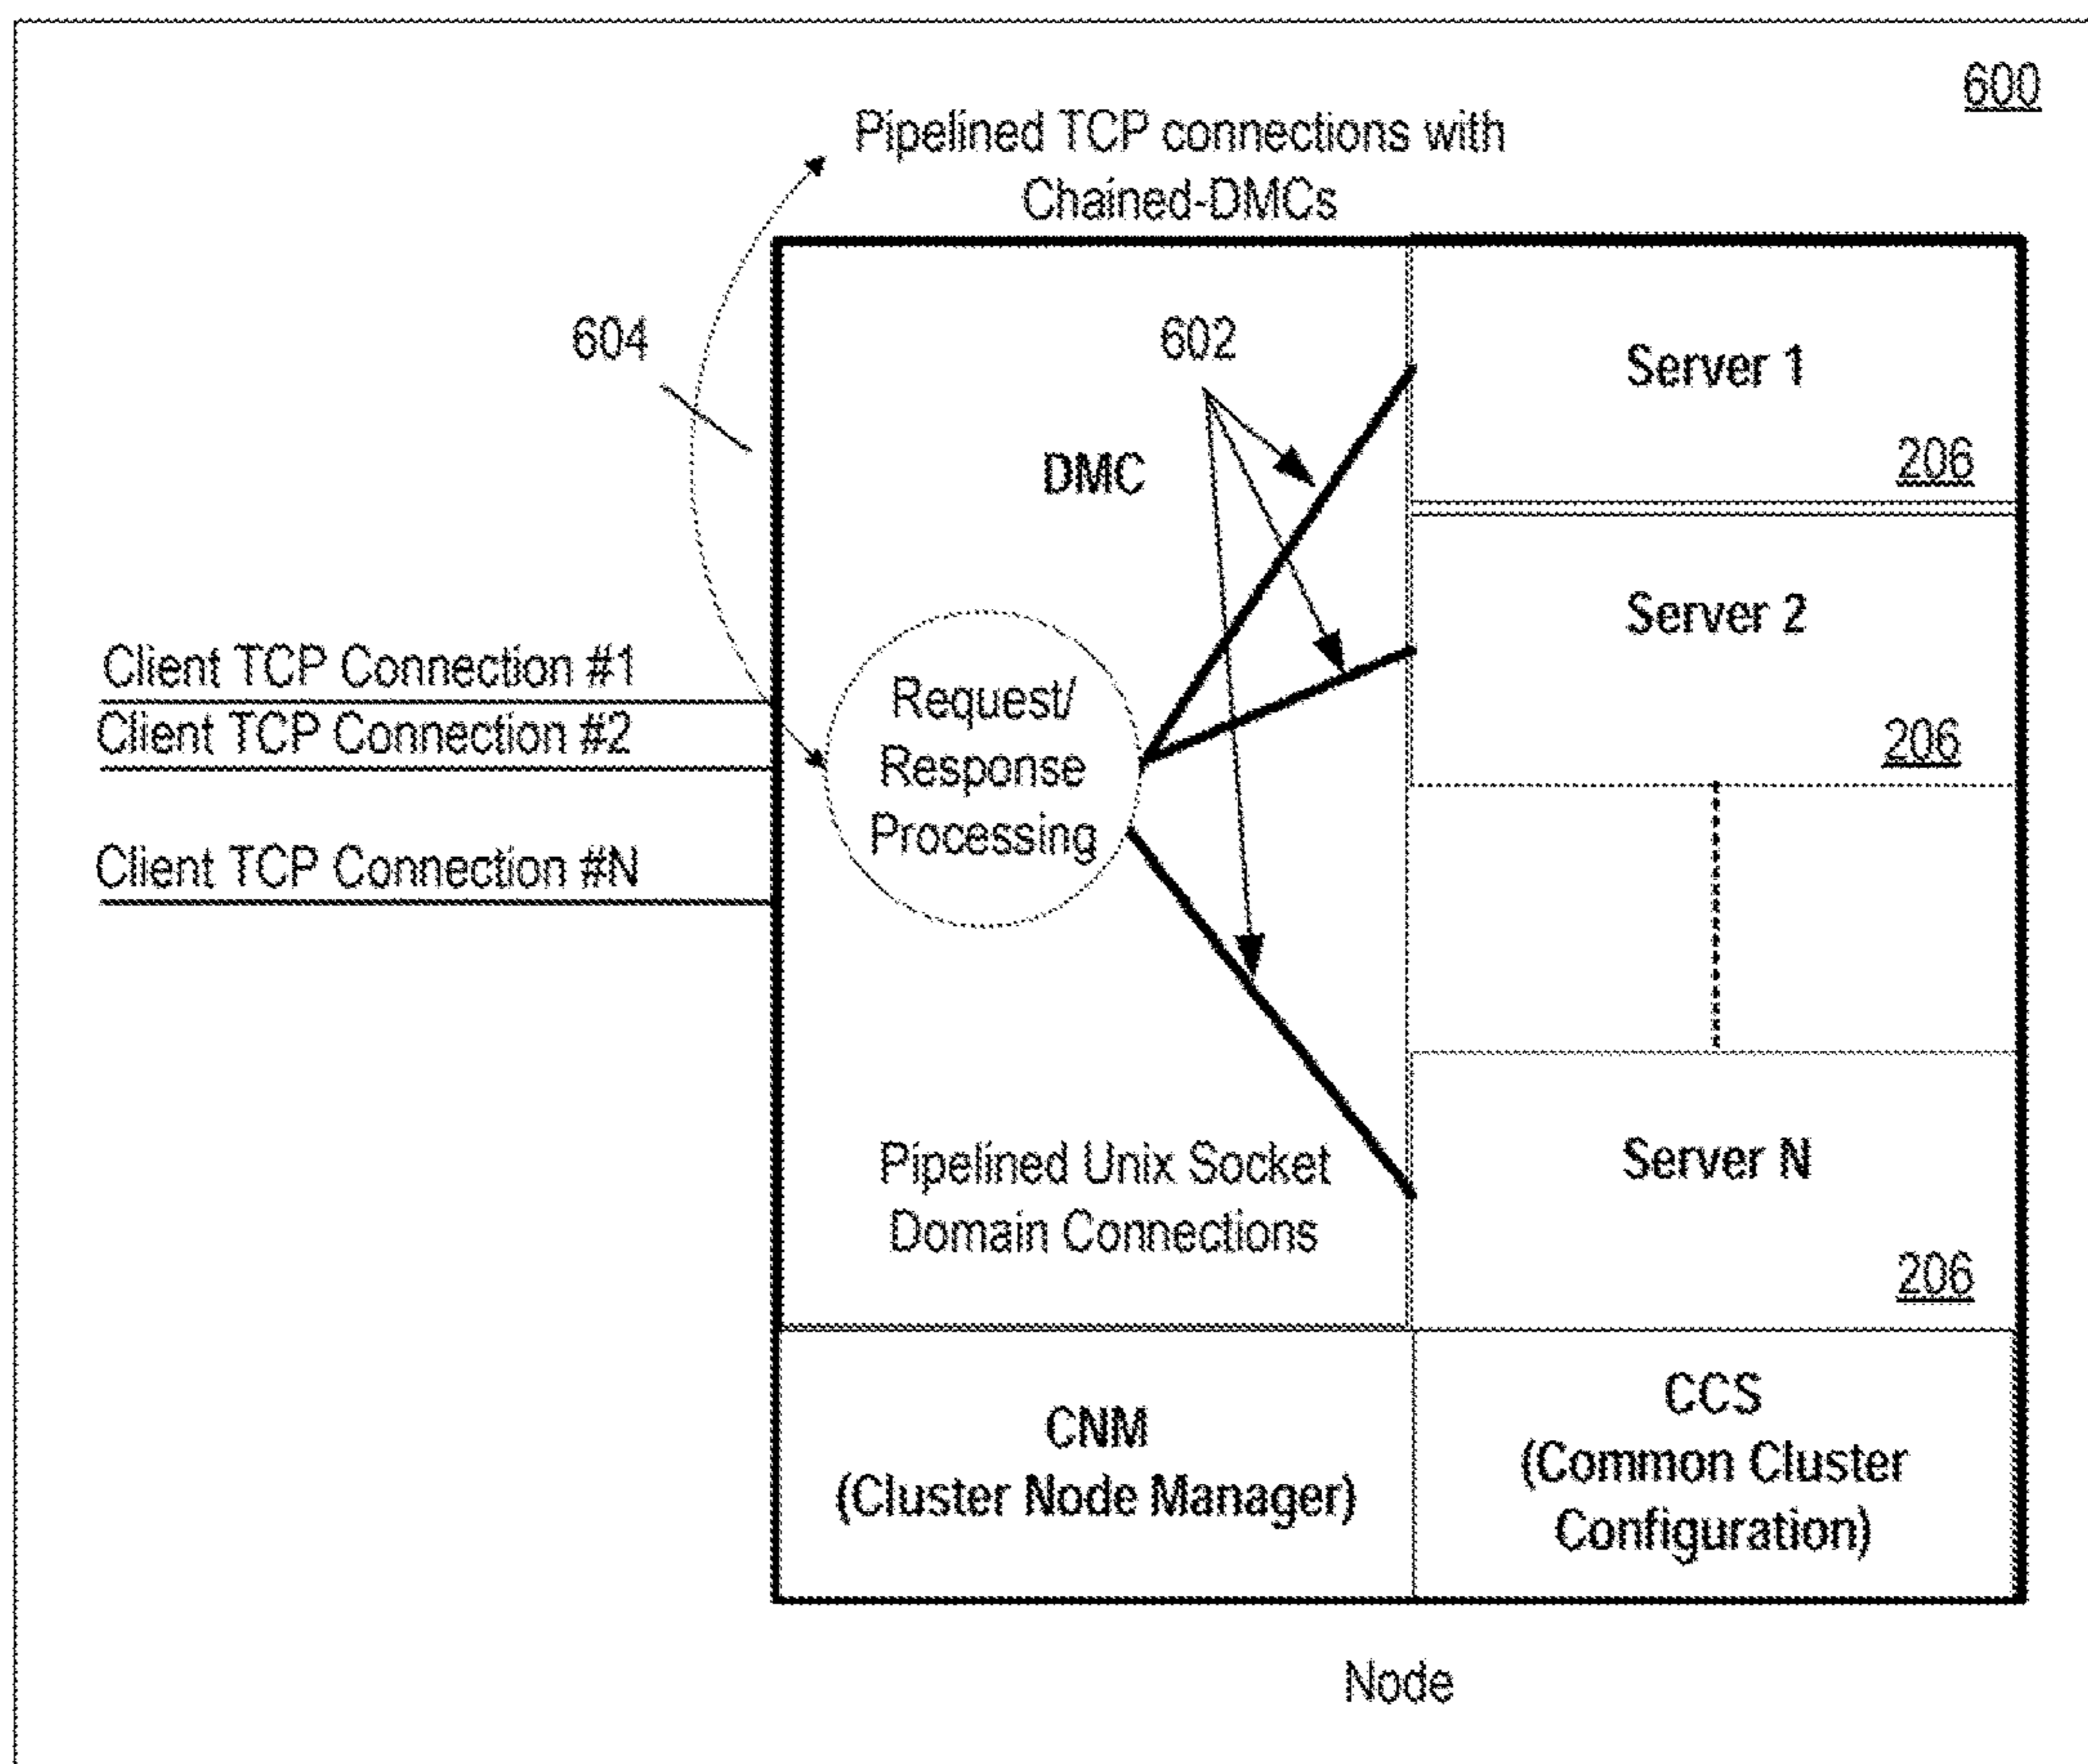 600
Pipelined TCP connections with
Chained-DMCs
604
602
Server 1
DMC
206
Server 2
Client TCP Connection #1
Request/
Client TCP Connection #2
Response
206
Processing
Client TCP Connection #N
Pipelined Unix Socket
Domain Connections
Server N
206
CNM
(Cluster Node Manager)
CCS
(Common Cluster
Configuration)
Node